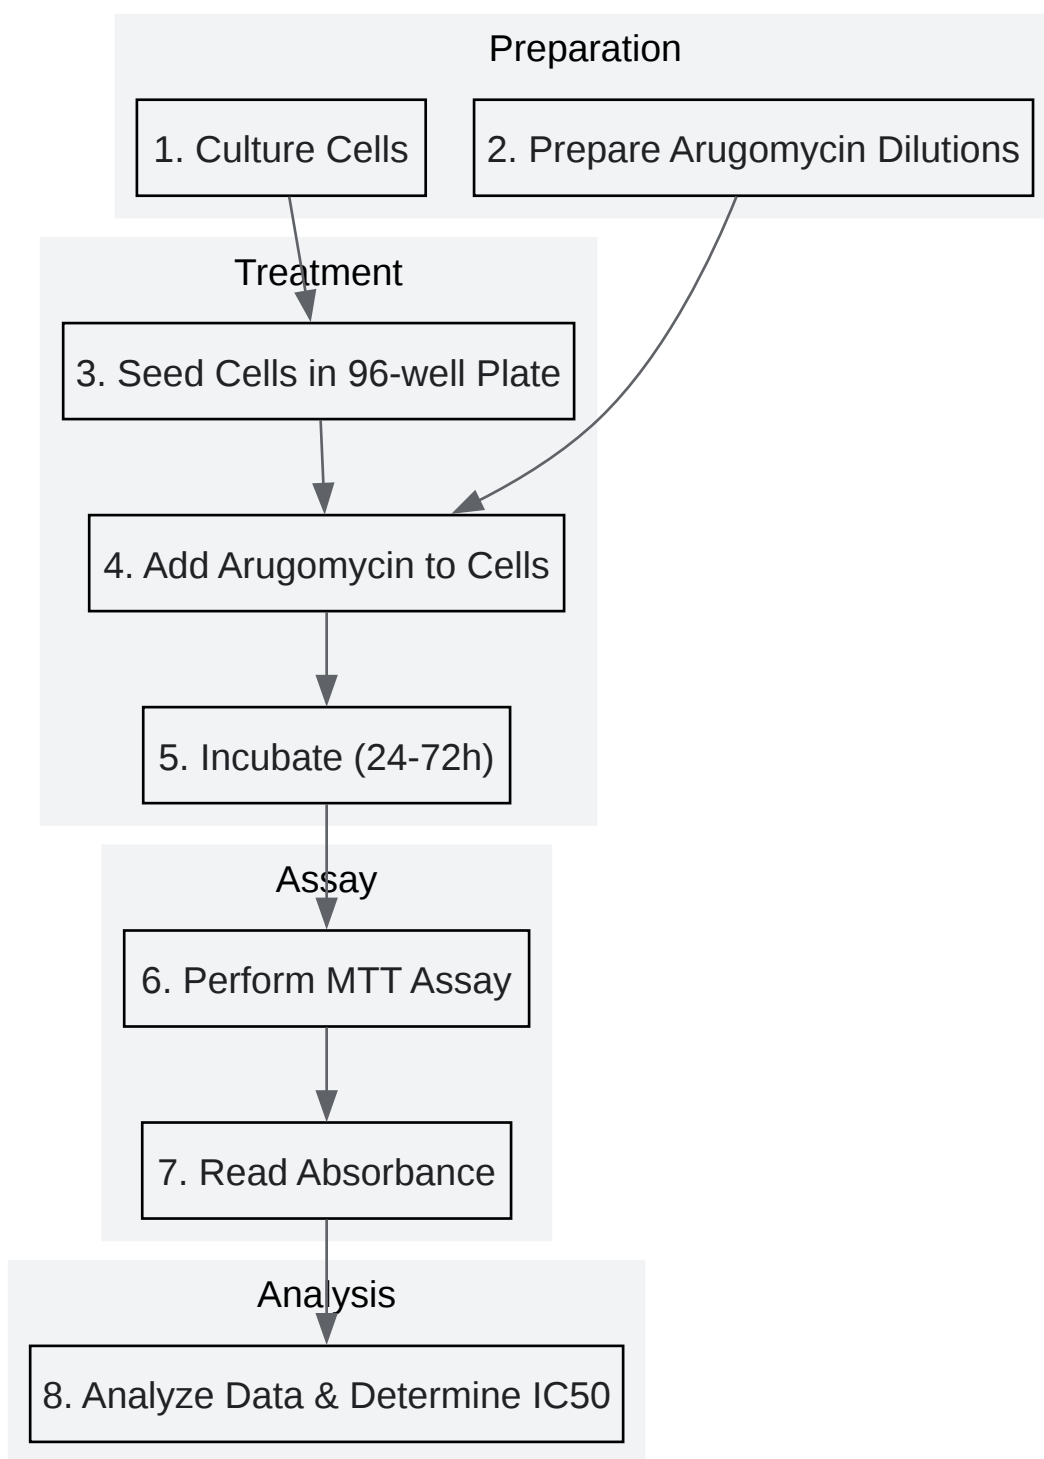 Preparation
1. Culture Cells
2. Prepare Arugomycin Dilutions
Treatment
3. Seed Cells in 96-well Plate
4. Add Arugomycin to Cells
5. Incubate (24-72h)
Assay
6. Perform MTT Assay
7. Read Absorbance
Analysis
8. Analyze Data & Determine IC50